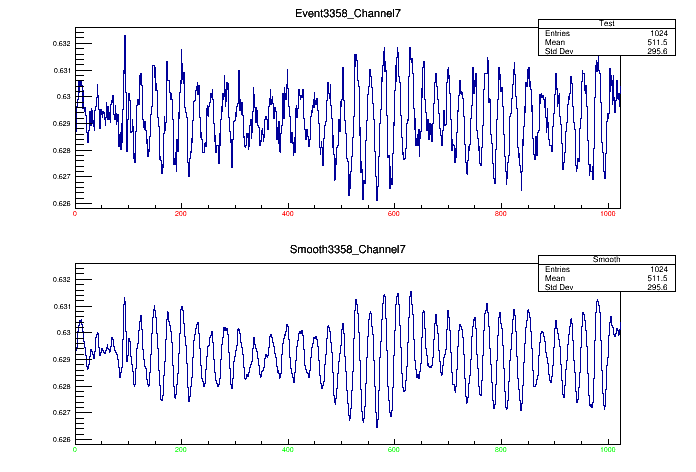 Event3358_Channel7
Test
Entries 1024
Mean 511.5
Std Dev 295.6
0.632
0.631
0.63
0.629
0.628
0.627
0.626
0 200 400 600 800 1000
Smooth3358_Channel7
Smooth
Entries 1024
Mean 511.5
Std Dev 295.6
0.632
0.631
0.63
0.629
0.628
0.627
0.626
0 200 400 600 800 1000